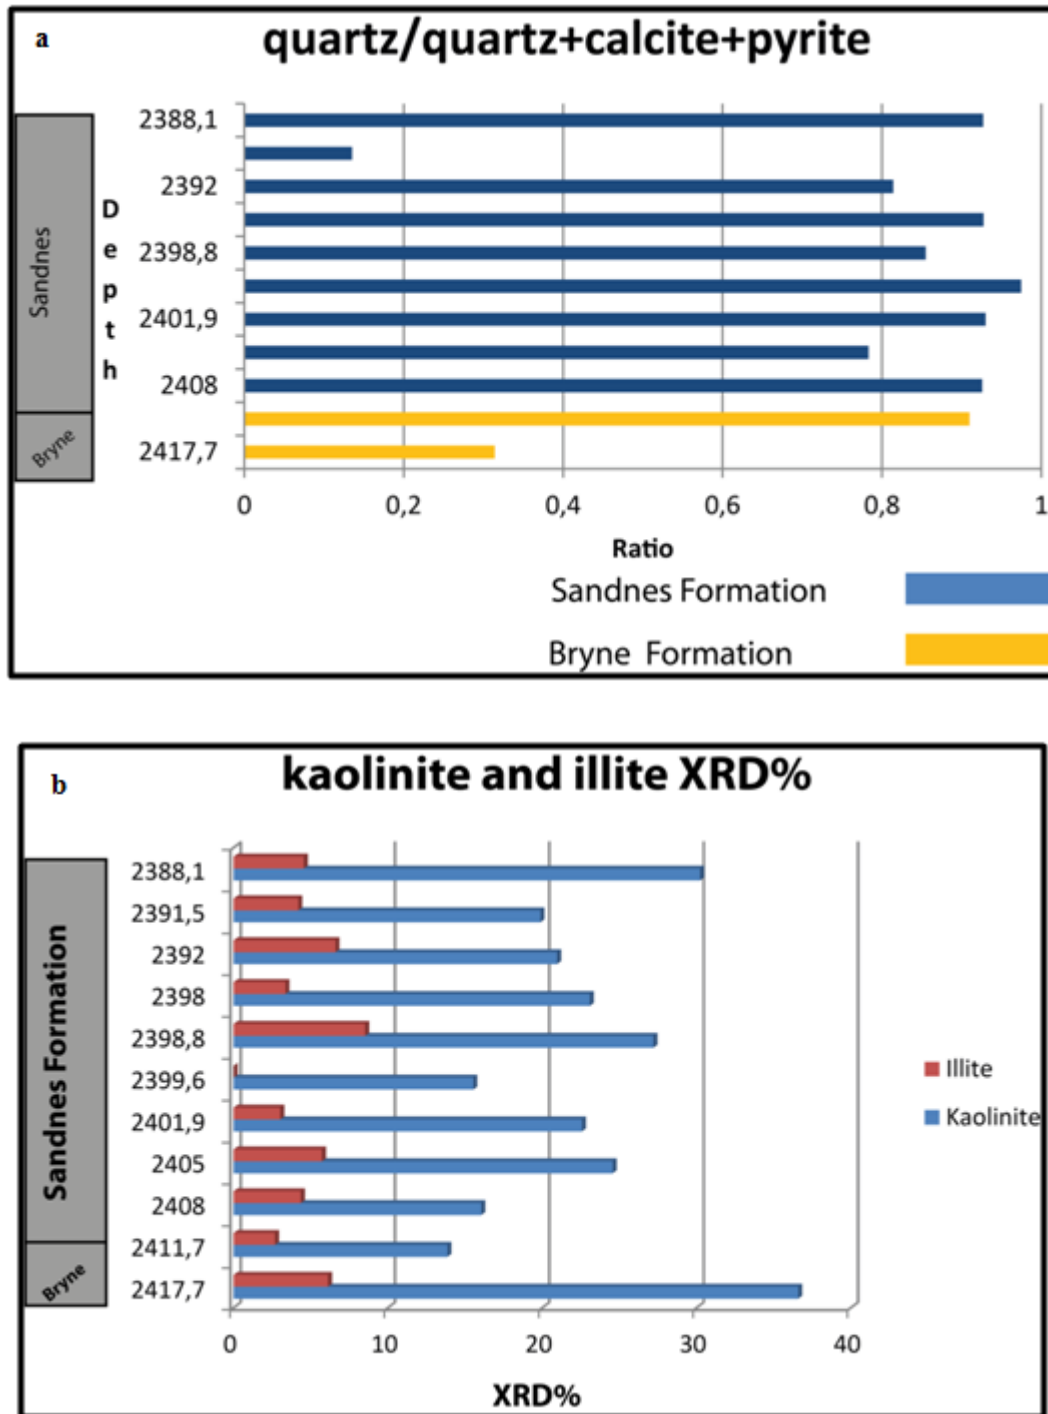 a
quartz/quartz+calcite+pyrite
Sandnes
Bryne
Depth
2388,1
2392
2398,8
2401,9
2408
2417,7
0 0,2 0,4 0,6 0,8 1
Ratio
Sandnes Formation
Bryne Formation
b
kaolinite and illite XRD%
Sandnes Formation
Bryne
2388,1
2391,5
2392
2398
2398,8
2399,6
2401,9
2405
2408
2411,7
2417,7
0 10 20 30 40
XRD%
Illite
Kaolinite